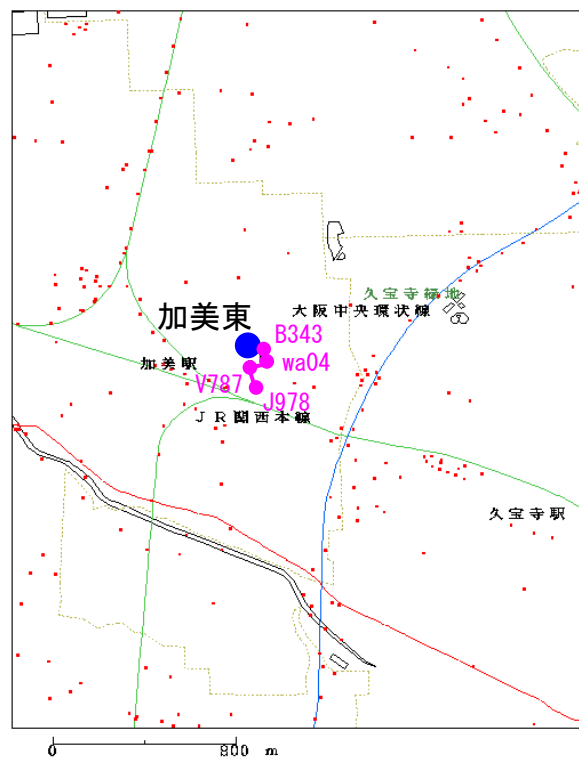 久宝寺緑地
大阪中央環状線
加美東
B343
加美駅
wa04
V787
J978
ＪＲ関西本線
久宝寺駅
0 800 m